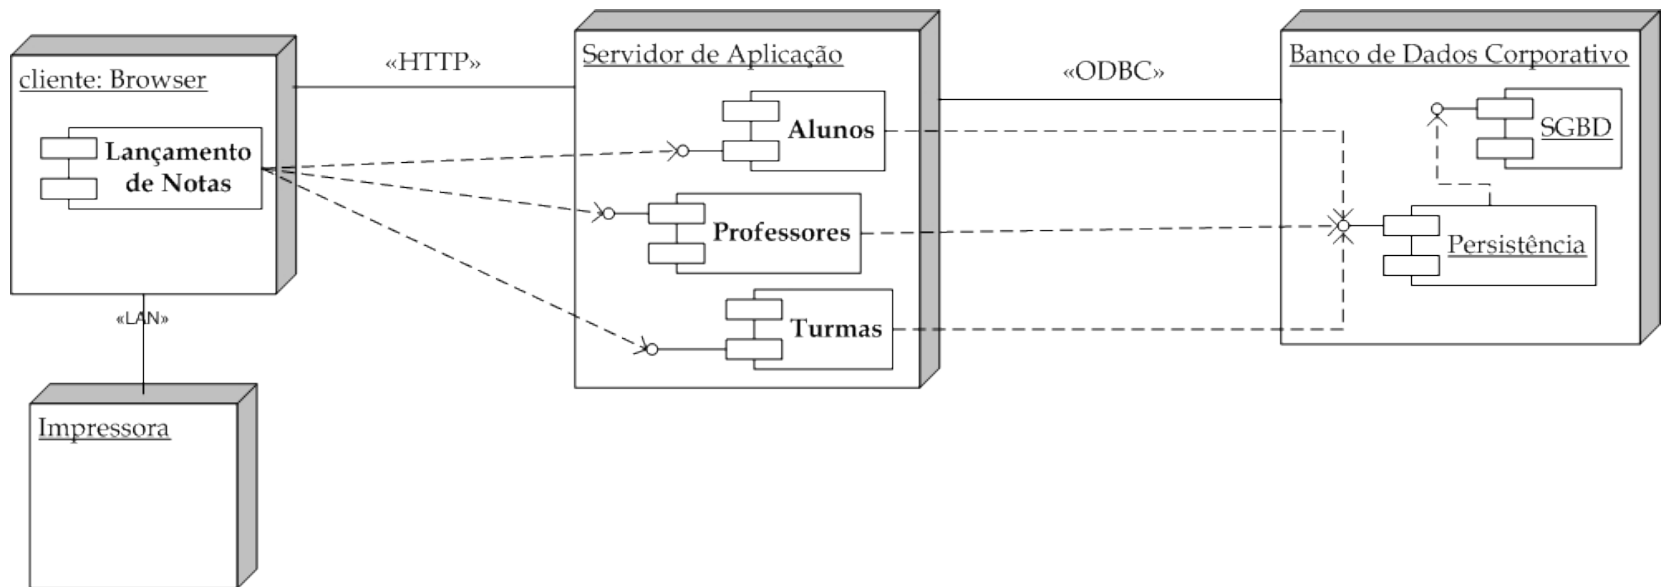 cliente: Browser
Lançamento
de Notas
«HTTP»
Servidor de Aplicação
Alunos
Professores
Turmas
«ODBC»
Banco de Dados Corporativo
SGBD
Persistência
«LAN»
Impressora